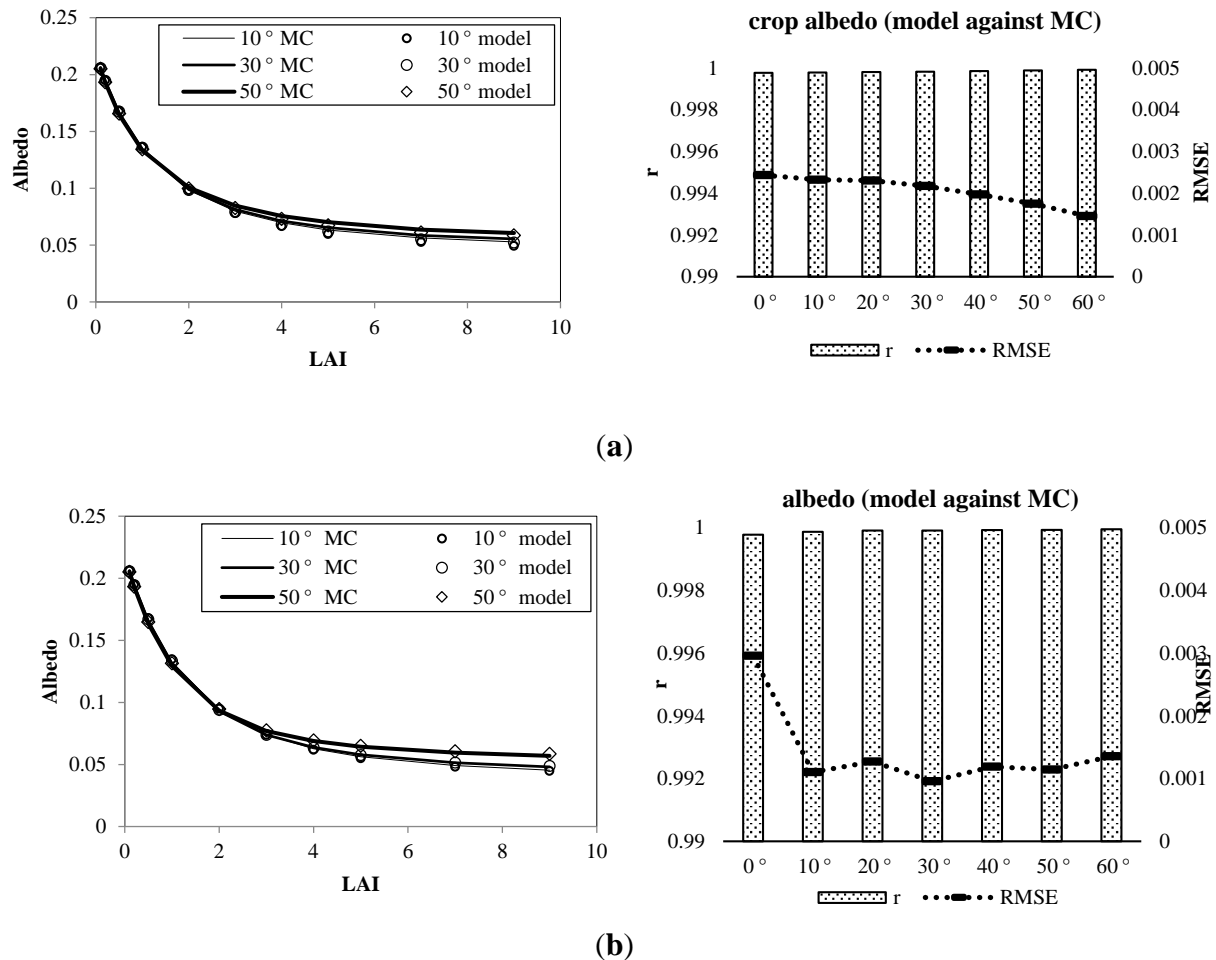 0.25
0.2
0.15
0.1
0.05
0
Albedo
10 ° MC
10 ° model
30 ° MC
30 ° model
50 ° MC
50 ° model
0 2 4 6 8 10
LAI
crop albedo (model against MC)
1
0.998
0.996
0.994
0.992
0.99
r
0.005
0.004
0.003
0.002
0.001
0
RMSE
0 ° 10 ° 20 ° 30 ° 40 ° 50 ° 60 °
r RMSE
(a)
0.25
0.2
0.15
0.1
0.05
0
Albedo
10 ° MC
10 ° model
30 ° MC
30 ° model
50 ° MC
50 ° model
0 2 4 6 8 10
LAI
albedo (model against MC)
1
0.998
0.996
0.994
0.992
0.99
r
0.005
0.004
0.003
0.002
0.001
0
RMSE
0 ° 10 ° 20 ° 30 ° 40 ° 50 ° 60 °
r RMSE
(b)